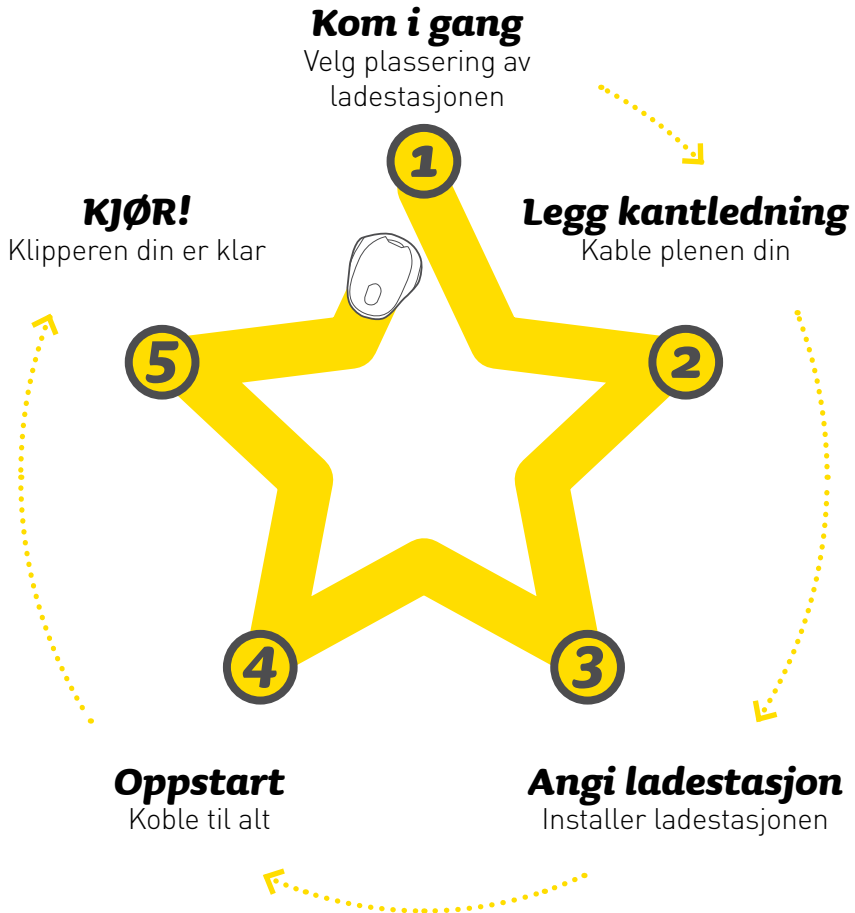 Kom i gang
Velg plassering av
ladestasjonen
1
Legg kantledning
Kable plenen din
2
Angi ladestasjon
Installer ladestasjonen
3
Oppstart
Koble til alt
4
KJØR!
Klipperen din er klar
5